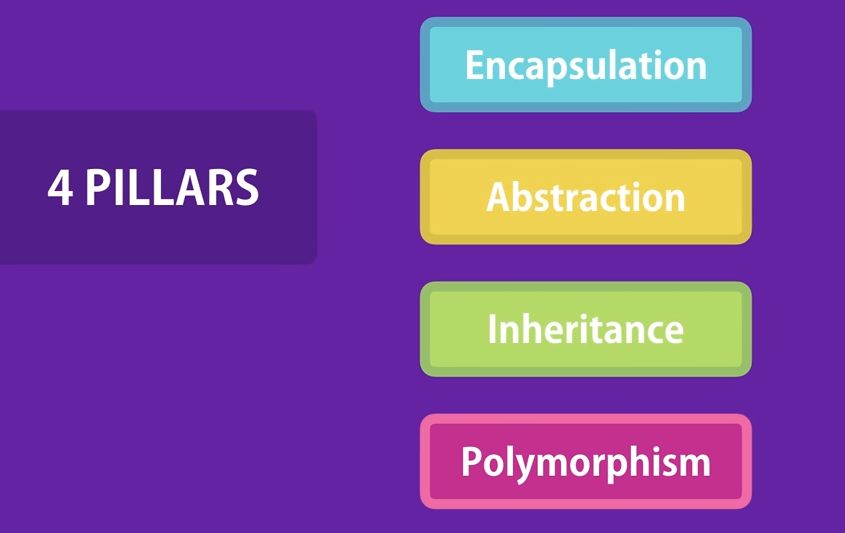 4 PILLARS
Encapsulation
Abstraction
Inheritance
Polymorphism